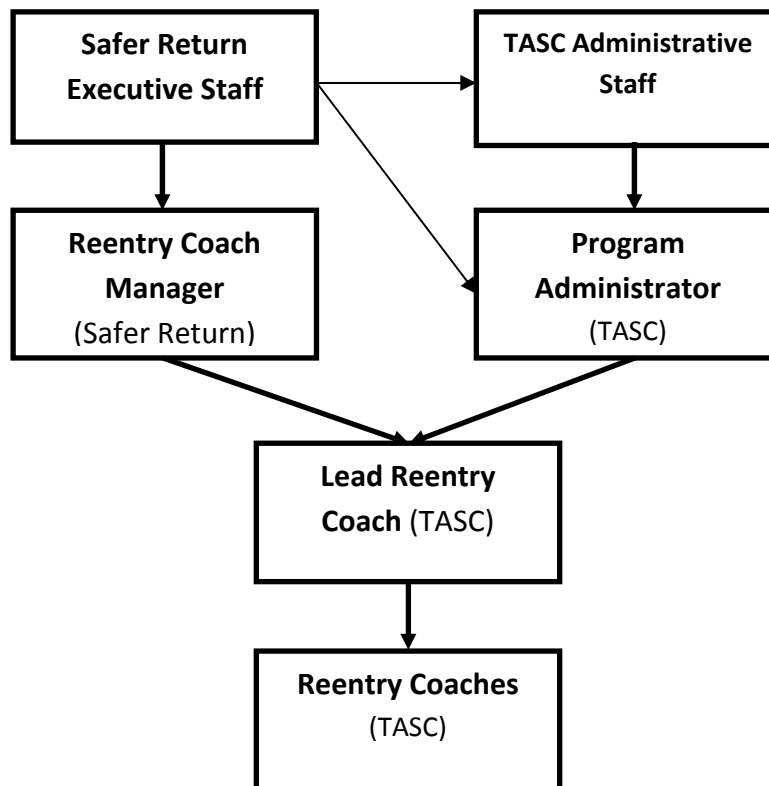 Safer Return
Executive Staff
TASC Administrative
Staff
Reentry Coach
Manager
(Safer Return)
Program
Administrator
(TASC)
Lead Reentry
Coach (TASC)
Reentry Coaches
(TASC)